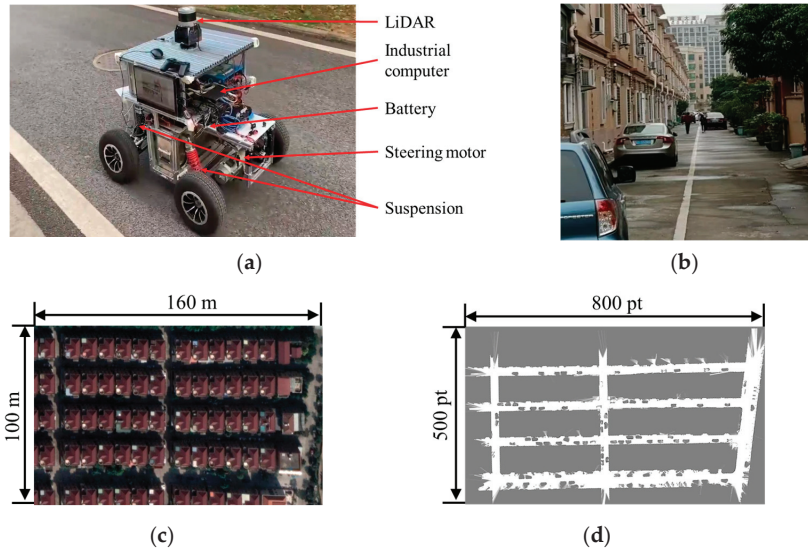 LiDAR
Industrial
computer
Battery
Steering motor
Suspension
(a)
(b)
160 m
100 m
(c)
800 pt
500 pt
(d)